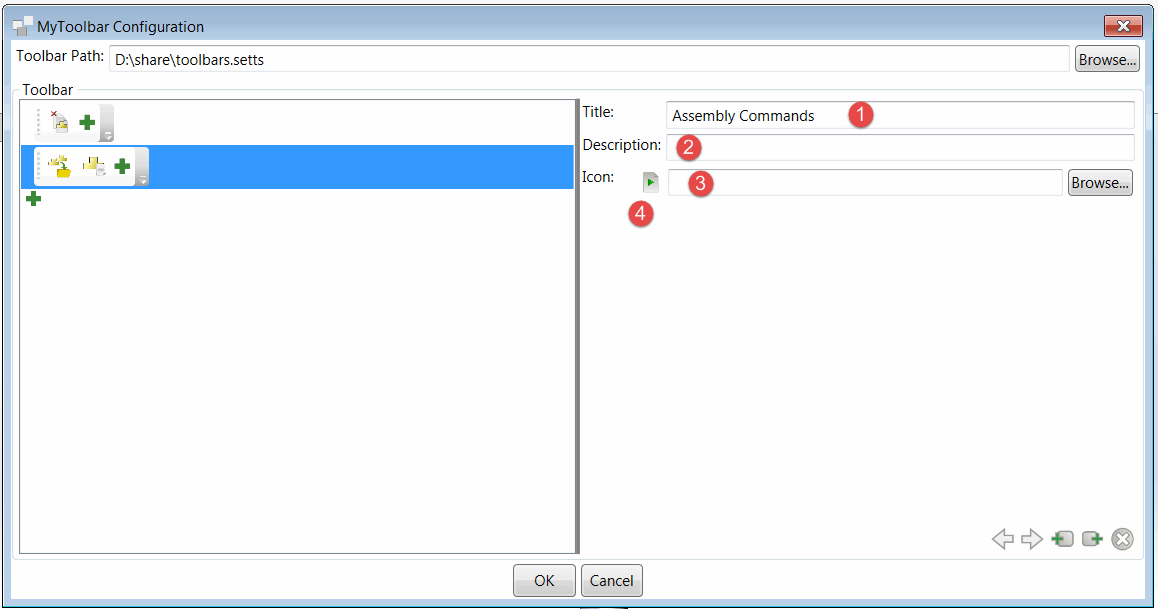 MyToolbar Configuration
Toolbar Path: D:\share\toolbars.setts Browse...
Toolbar
Title: Assembly Commands 1
Description: 2
Icon: 3 Browse...
4
OK Cancel